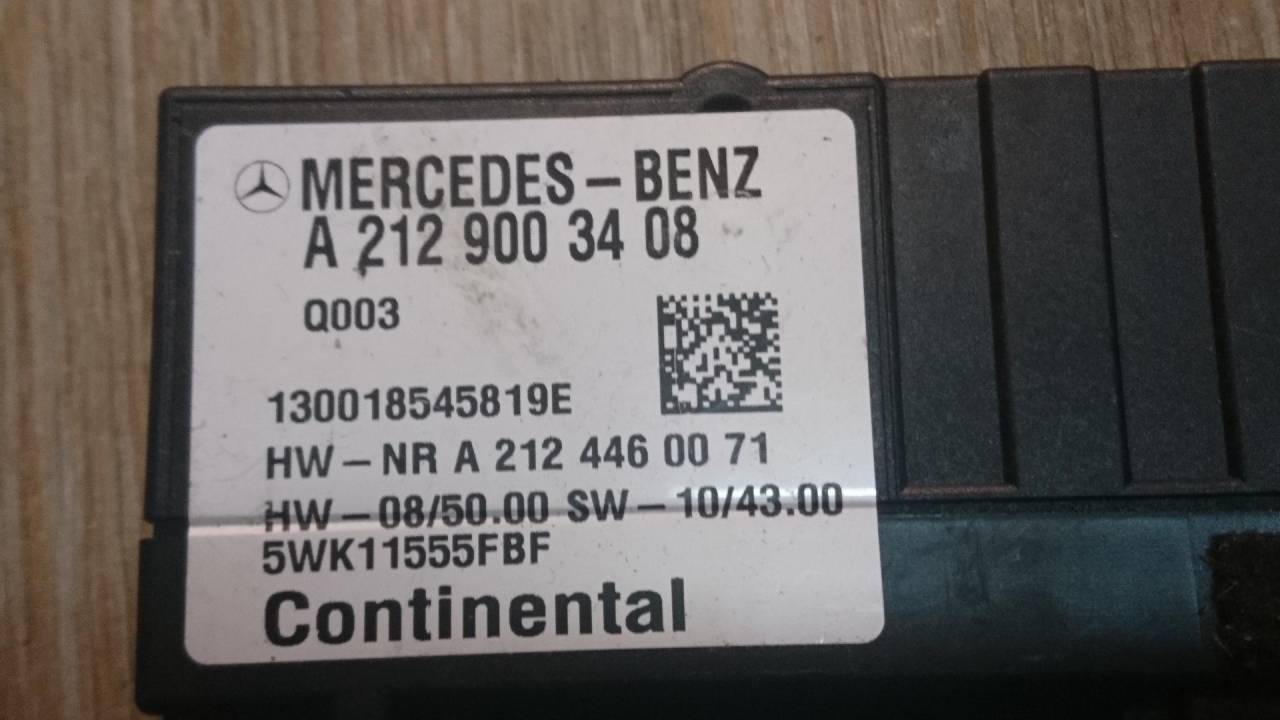 MERCEDES-BENZ
A 212 900 34 08
Q003
130018545819E
HW-NR A 212 446 00 71
HW-08/50.00 SW-10/43.00
5WK11555FBF
Continental